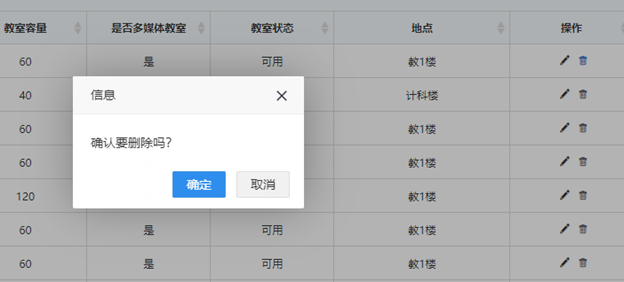 教室容量 是否多媒体教室 教室状态 地点 操作
60 是 可用 教1楼
40 计科楼
信息
60 教1楼
确认要删除吗?
60 教1楼
确定 取消
120 教1楼
60 是 可用 教1楼
60 是 可用 教1楼